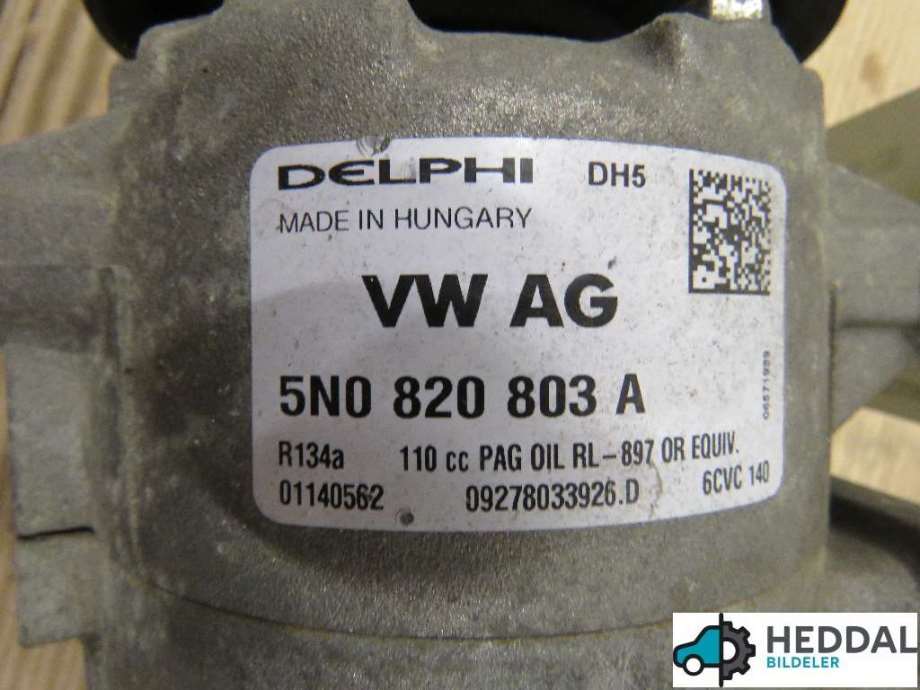 DELPHI DH5
MADE IN HUNGARY
VW AG
5N0 820 803 A
06571989
R134a 110 cc PAG OIL RL-897 OR EQUIV.
01140562 09278033926.D 6CVC 140
HEDDAL
BILDELER